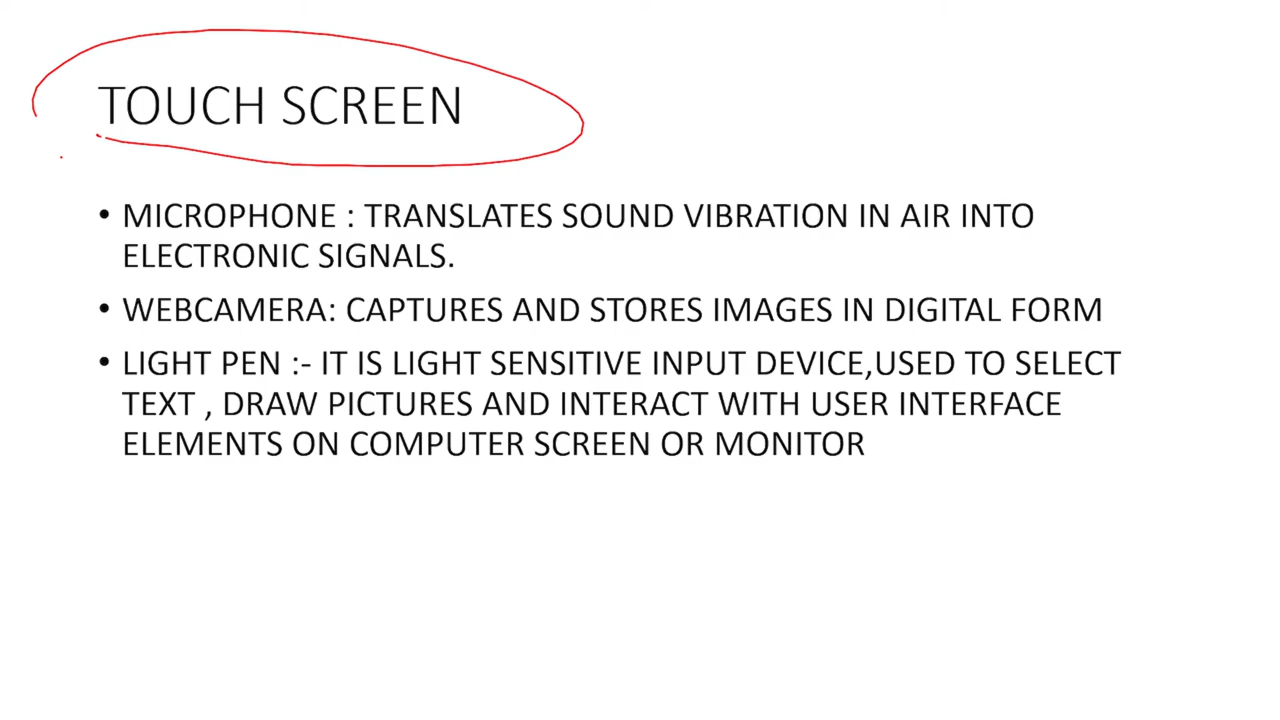 TOUCH SCREEN
• MICROPHONE : TRANSLATES SOUND VIBRATION IN AIR INTO
ELECTRONIC SIGNALS.
• WEBCAMERA: CAPTURES AND STORES IMAGES IN DIGITAL FORM
• LIGHT PEN :- IT IS LIGHT SENSITIVE INPUT DEVICE,USED TO SELECT
TEXT , DRAW PICTURES AND INTERACT WITH USER INTERFACE
ELEMENTS ON COMPUTER SCREEN OR MONITOR